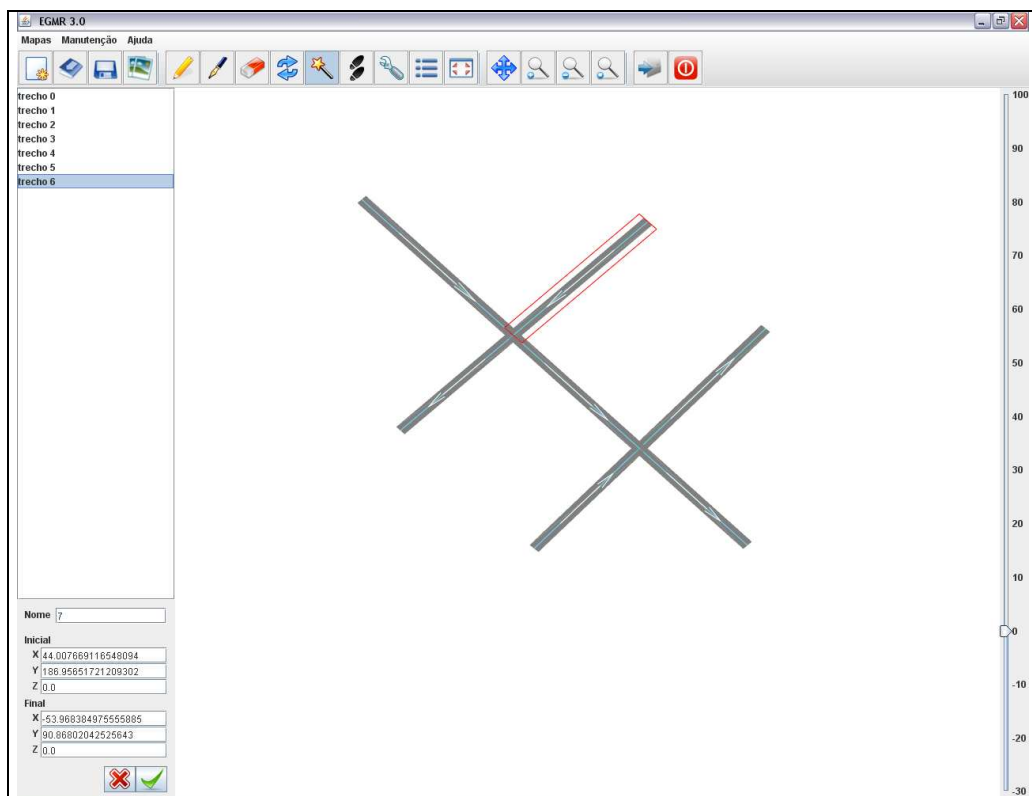 EGMR 3.0
Mapas Manutenção Ajuda
trecho 0
trecho 1
trecho 2
trecho 3
trecho 4
trecho 5
trecho 6
100
90
80
70
60
50
40
30
20
10
0
-10
-20
-30
Nome 7
Inicial
X 44.007669116548094
Y 186.95651721209302
Z 0.0
Final
X -53.968384975555885
Y 90.86802042525643
Z 0.0